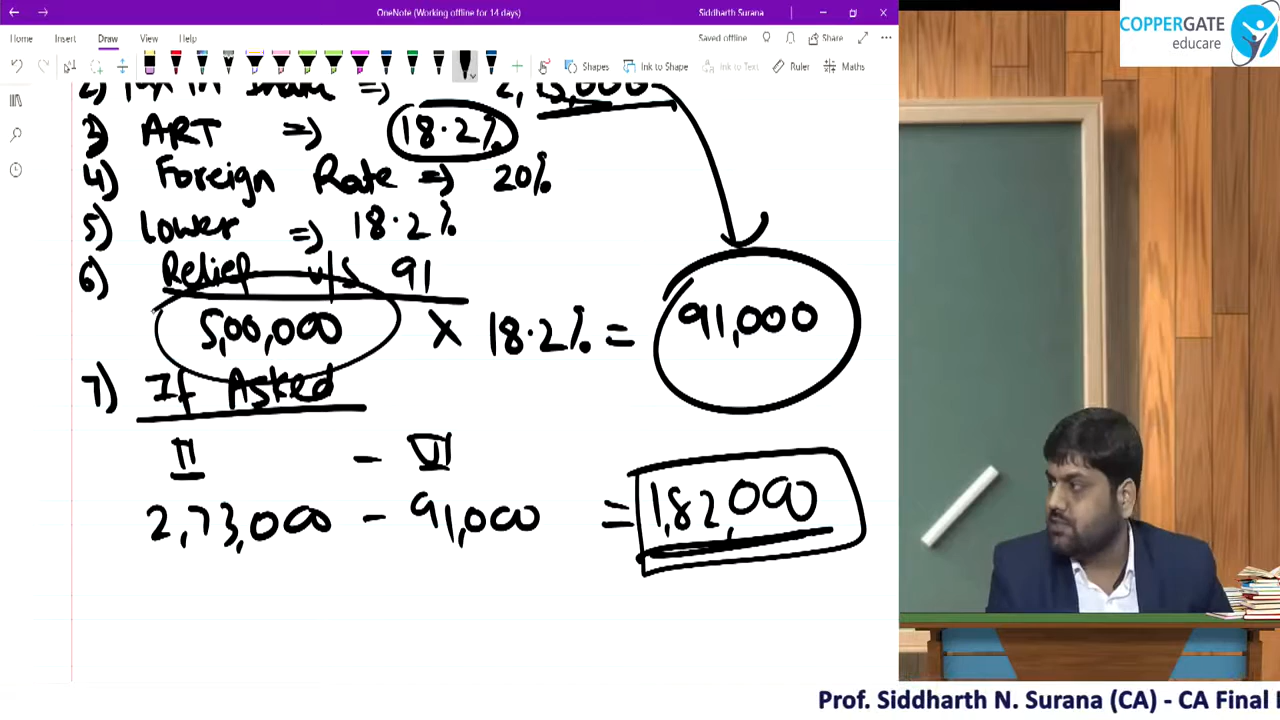 OneNote (Working offline for 14 days)
Siddharth Surana
COPPERGATE
educare
Home Insert Draw View Help
Saved offline
Share
Shapes
Ink to Shape
Ink to Text
Ruler
Maths
2) =>
3) ART => 18.2%
4) Foreign Rate => 20%
5) Lower => 18.2%
6) Relief u/s 91
5,00,000 X 18.2% = 91,000
7) If Asked
II - VI
2,73,000 - 91,000 = 1,82,000
Prof. Siddharth N. Surana (CA) - CA Final